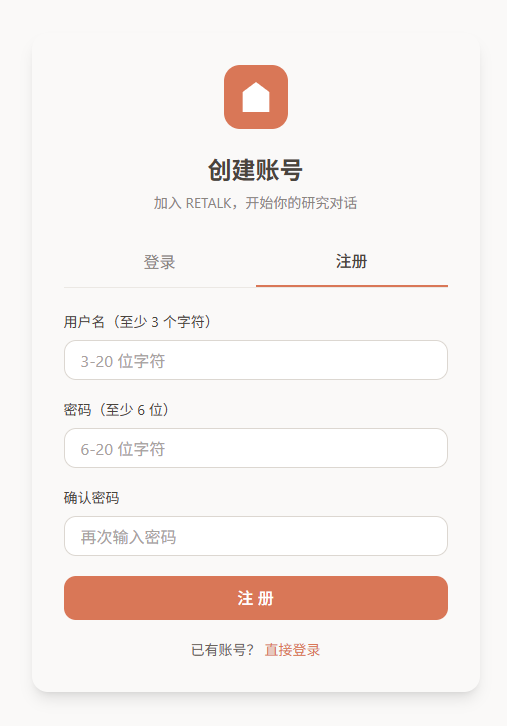 创建账号
加入 RETALK，开始你的研究对话
登录 注册
用户名（至少 3 个字符）
3-20 位字符
密码（至少 6 位）
6-20 位字符
确认密码
再次输入密码
注 册
已有账号？ 直接登录